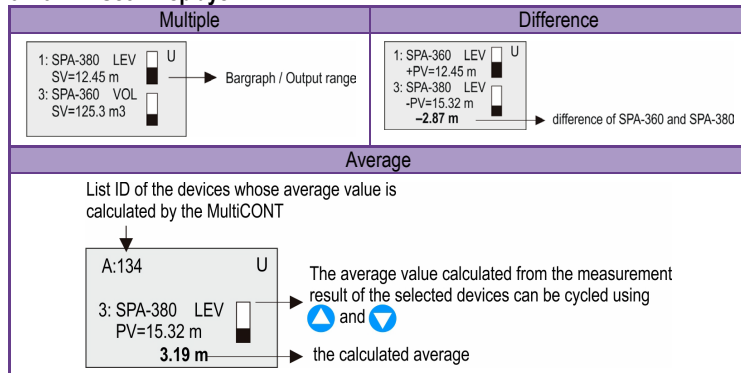 Multiple
1: SPA-380 LEV U
SV=12.45 m
3: SPA-360 VOL
SV=125.3 m3
Bargraph / Output range
Difference
1: SPA-360 LEV U
+PV=12.45 m
3: SPA-380 LEV
-PV=15.32 m
–2.87 m
difference of SPA-360 and SPA-380
Average
List ID of the devices whose average value is
calculated by the MultiCONT
A:134 U
3: SPA-380 LEV
PV=15.32 m
3.19 m
The average value calculated from the measurement
result of the selected devices can be cycled using
and
the calculated average